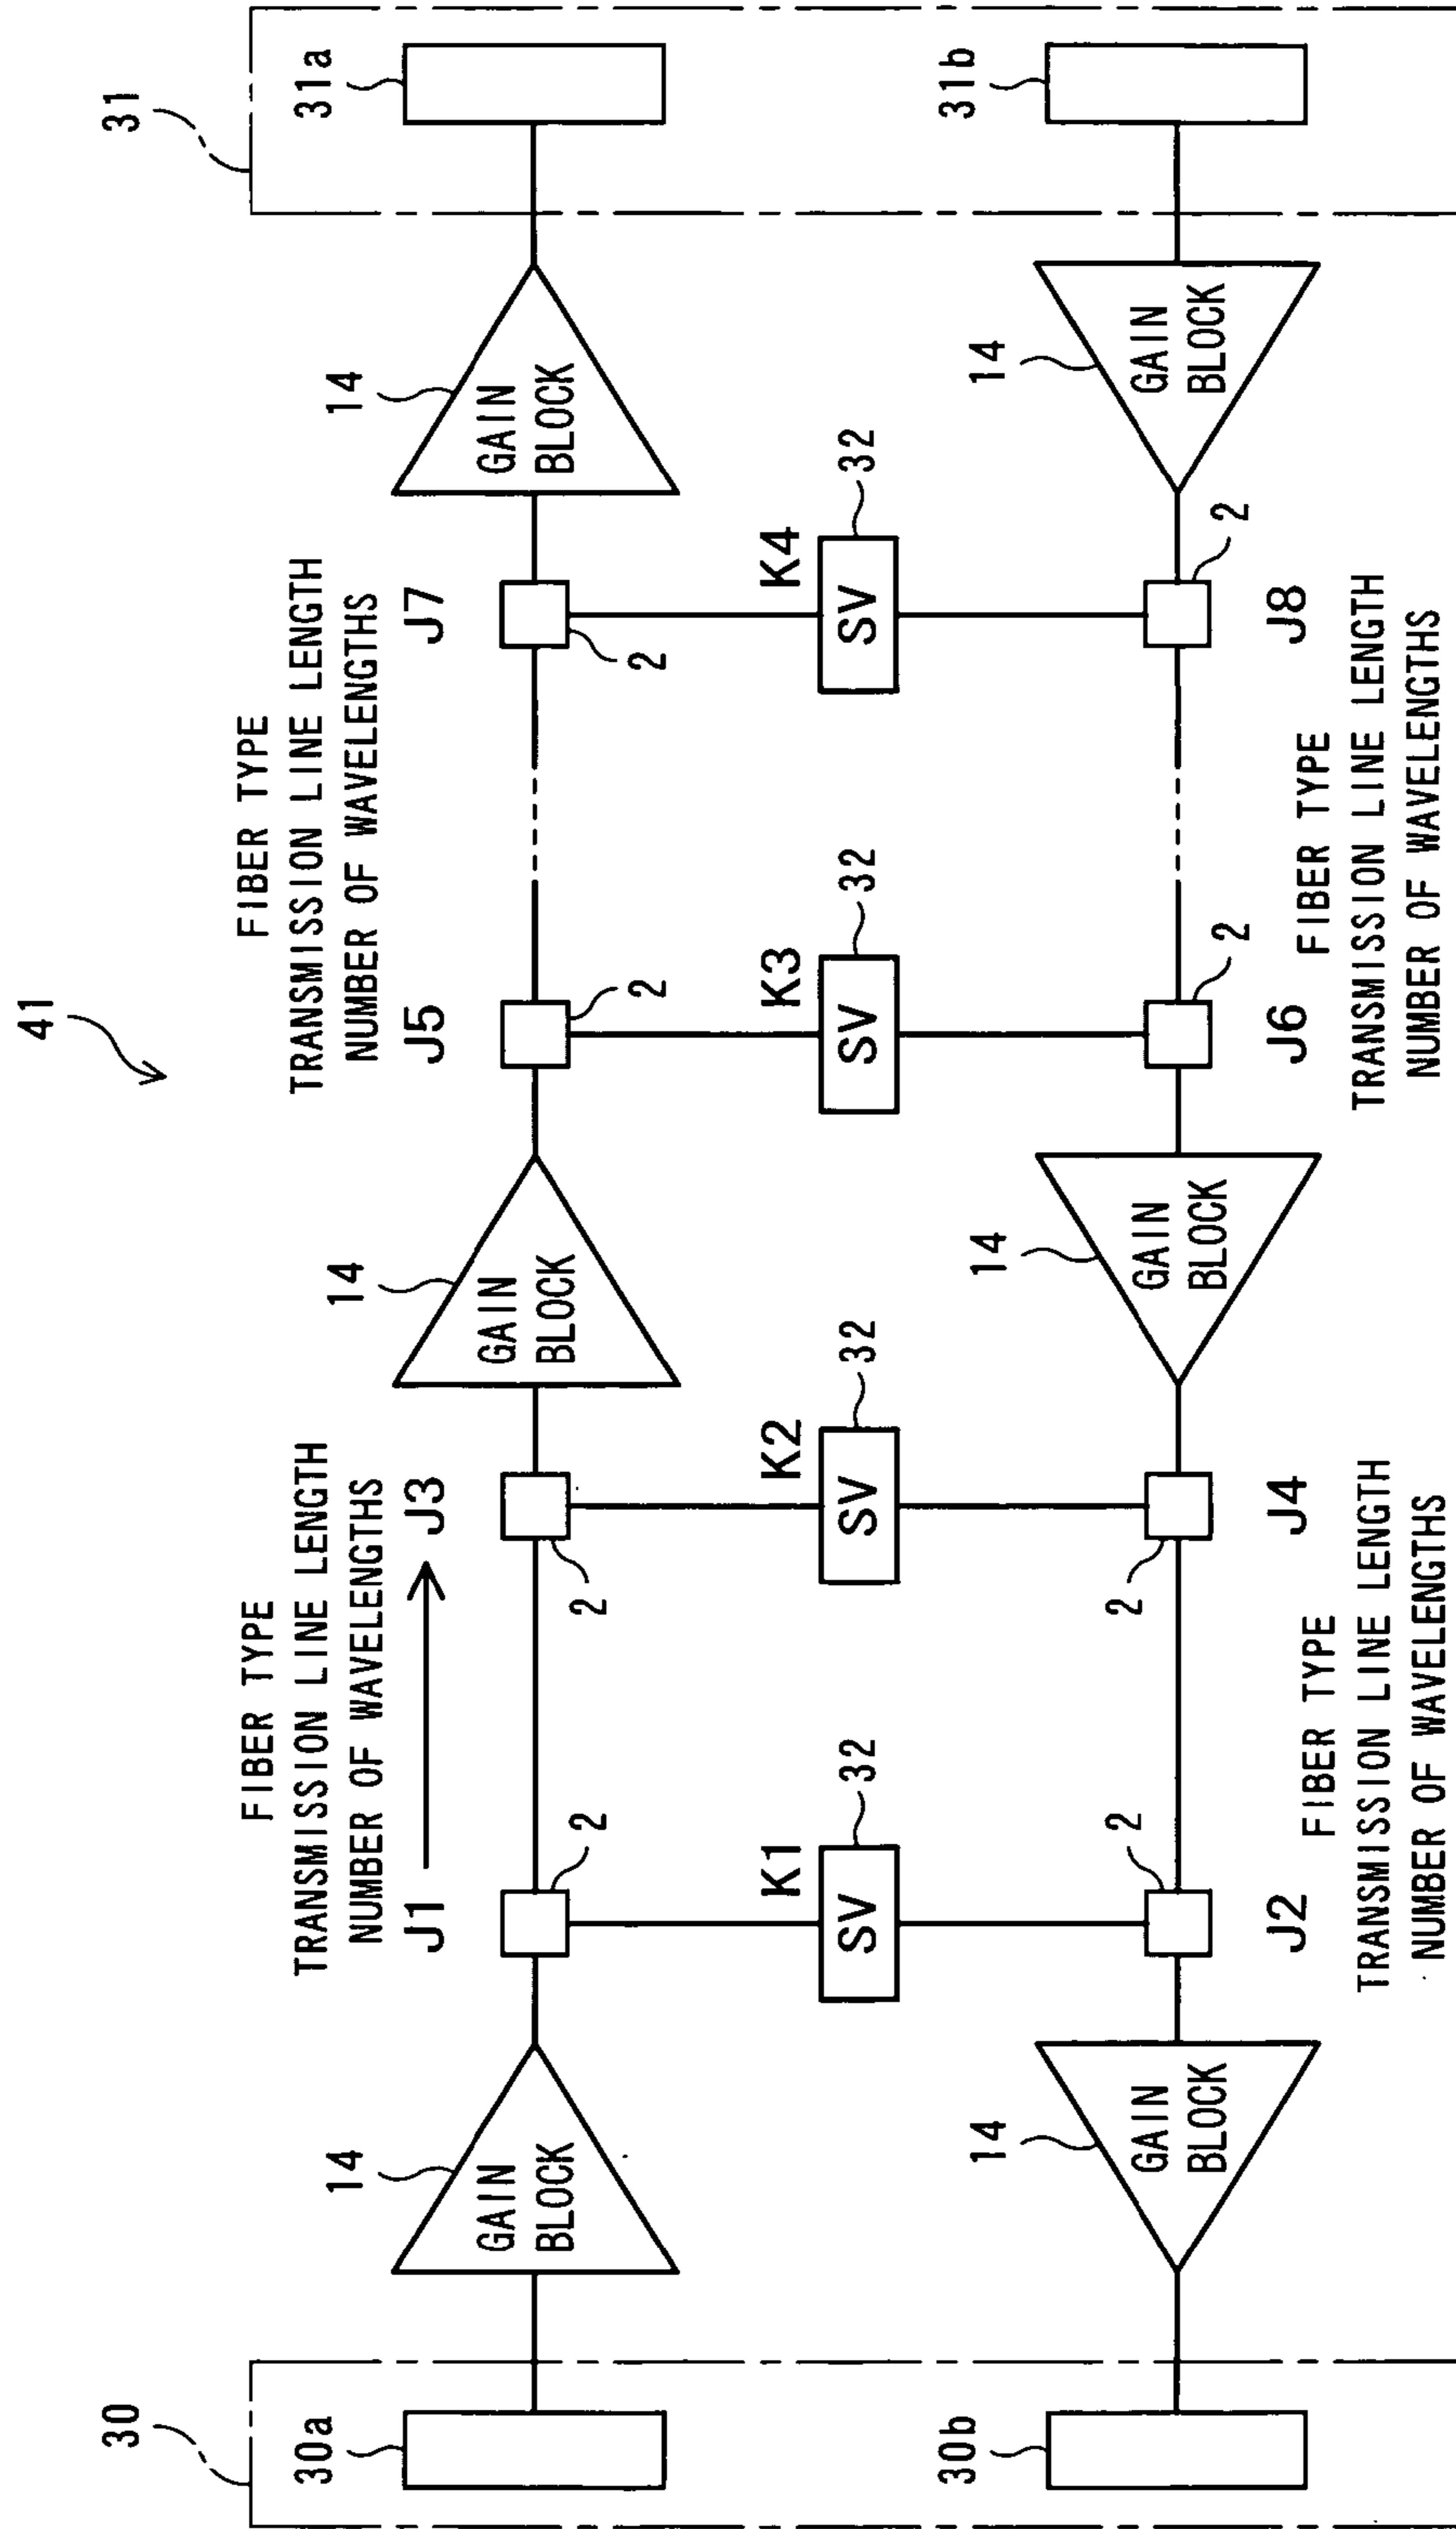 41
30
31
30a
14
GAIN
BLOCK
FIBER TYPE
TRANSMISSION LINE LENGTH
NUMBER OF WAVELENGTHS
J1
J3
2
2
14
GAIN
BLOCK
FIBER TYPE
TRANSMISSION LINE LENGTH
NUMBER OF WAVELENGTHS
J5
J7
2
2
14
GAIN
BLOCK
31a
K1
SV
32
K2
SV
32
K3
SV
32
K4
SV
32
30b
14
GAIN
BLOCK
2
2
J2
J4
FIBER TYPE
TRANSMISSION LINE LENGTH
NUMBER OF WAVELENGTHS
14
GAIN
BLOCK
2
2
J6
J8
FIBER TYPE
TRANSMISSION LINE LENGTH
NUMBER OF WAVELENGTHS
14
GAIN
BLOCK
31b